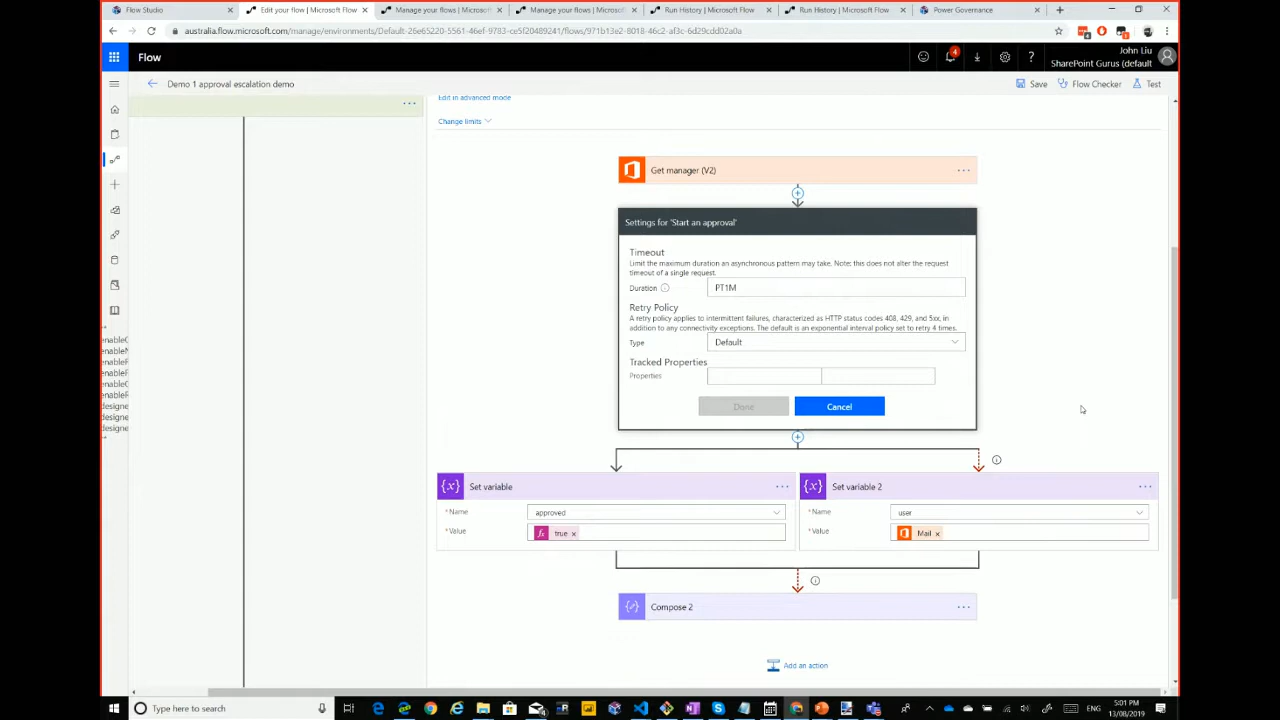 Flow Studio
Edit your flow | Microsoft Flow
Manage your flows | Microsoft
Manage your flows | Microsoft
Run History | Microsoft Flow
Run History | Microsoft Flow
Power Governance
australia.flow.microsoft.com/manage/environments/Default-26e65220-5561-46ef-9783-ce5f20489241/flows/971b13e2-8018-46c2-af3c-6d29cdd02a0a
Flow
4
John Liu
SharePoint Gurus (default)
Demo 1 approval escalation demo
Save
Flow Checker
Test
Edit in advanced mode
Change limits
Get manager (V2)
Settings for 'Start an approval'
Timeout
Limit the maximum duration an asynchronous pattern may take. Note: this does not alter the request
timeout of a single request.
Duration
PT1M
Retry Policy
A retry policy applies to intermittent failures, characterized as HTTP status codes 408, 429, and 5xx, in
addition to any connectivity exceptions. The default is an exponential interval policy set to retry 4 times.
Type
Default
Tracked Properties
Properties
Done
Cancel
Set variable
* Name
approved
* Value
true
Set variable 2
* Name
user
* Value
Mail
Compose 2
Add an action
Type here to search
5:01 PM
13/08/2019